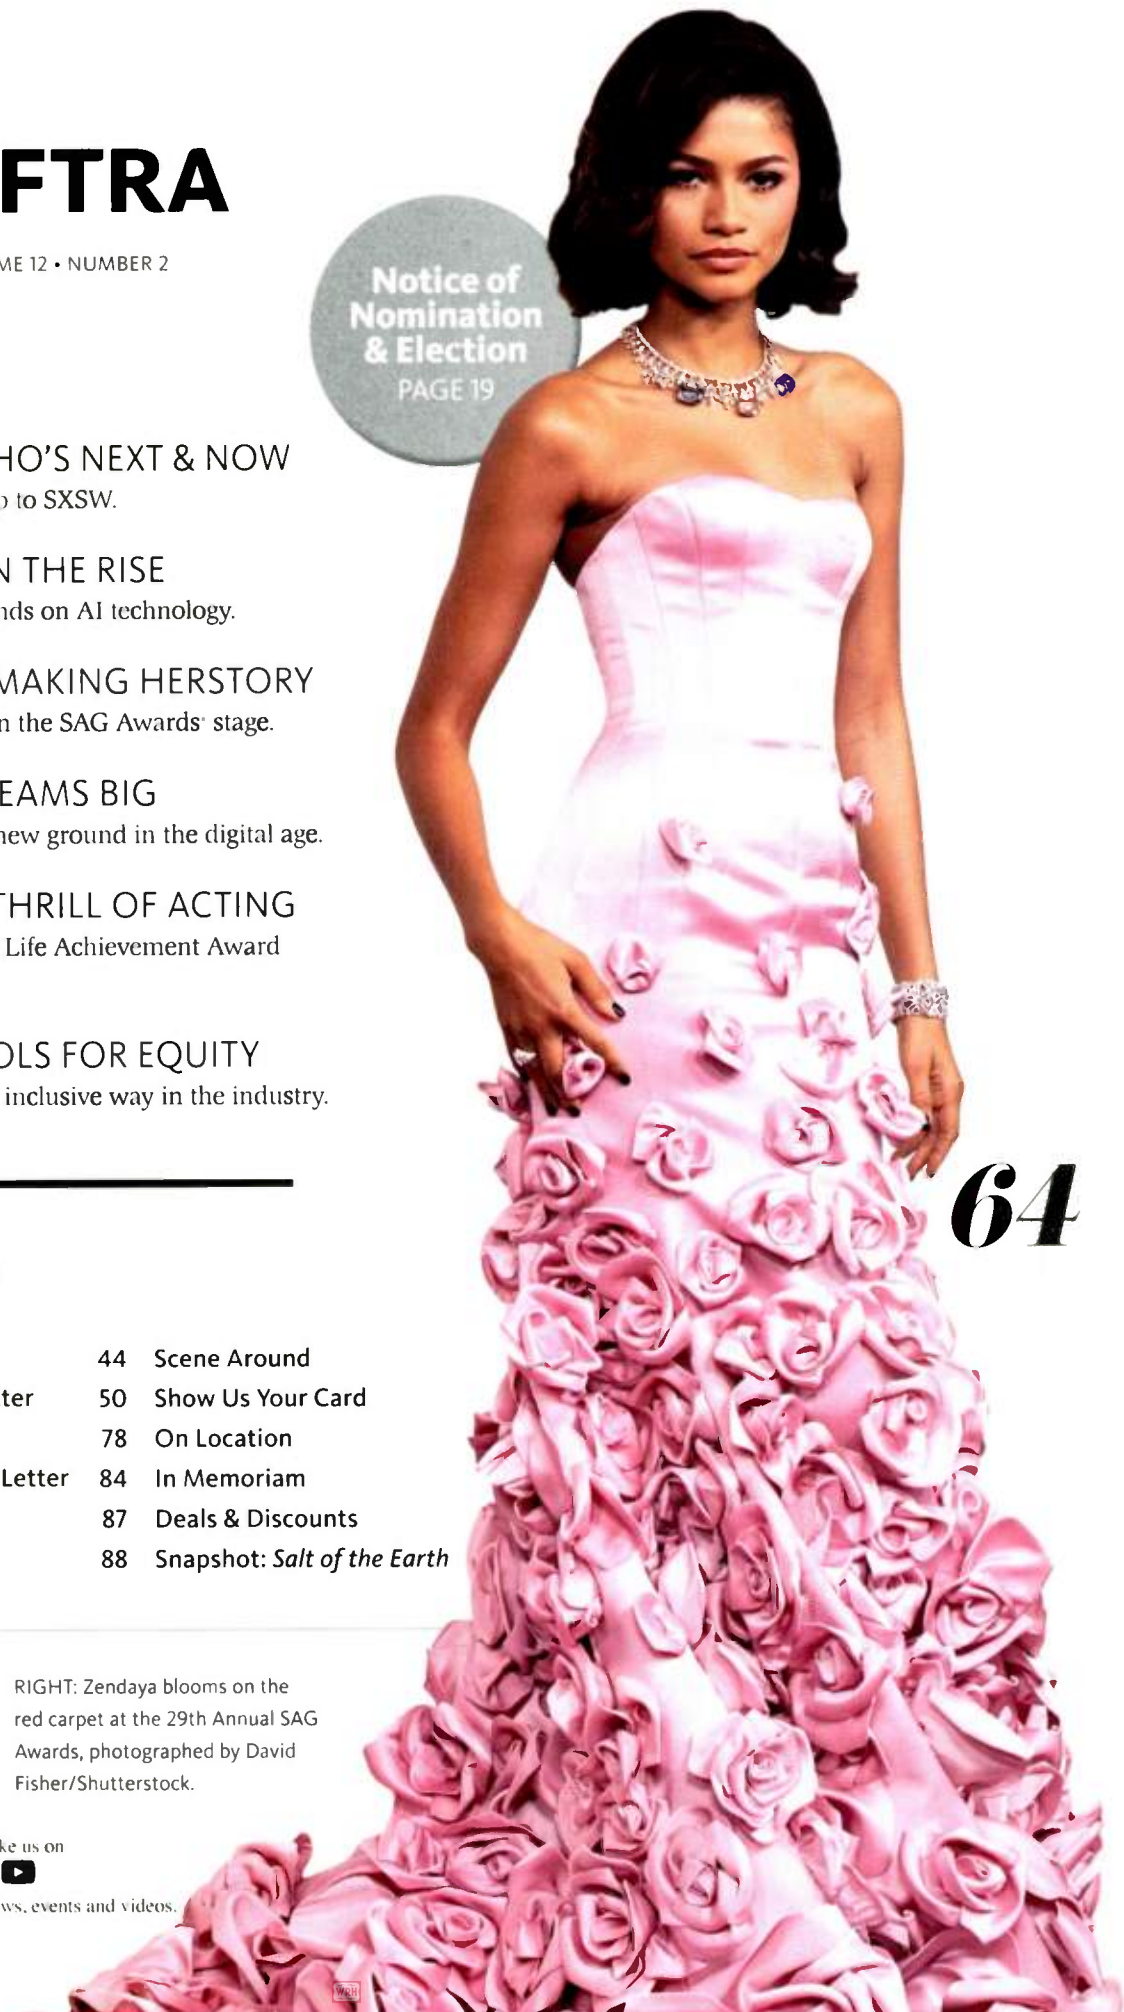 FTRA
ME 12 • NUMBER 2
Notice of
Nomination
& Election
PAGE 19
HO'S NEXT & NOW
to SXSW.
N THE RISE
nds on AI technology.
MAKING HERSTORY
n the SAG Awards® stage.
EAMS BIG
new ground in the digital age.
THRILL OF ACTING
Life Achievement Award
OLS FOR EQUITY
inclusive way in the industry.
64
44 Scene Around
ter 50 Show Us Your Card
78 On Location
Letter 84 In Memoriam
87 Deals & Discounts
88 Snapshot: Salt of the Earth
RIGHT: Zendaya blooms on the
red carpet at the 29th Annual SAG
Awards, photographed by David
Fisher/Shutterstock.
ke us on
ws, events and videos.
WRH